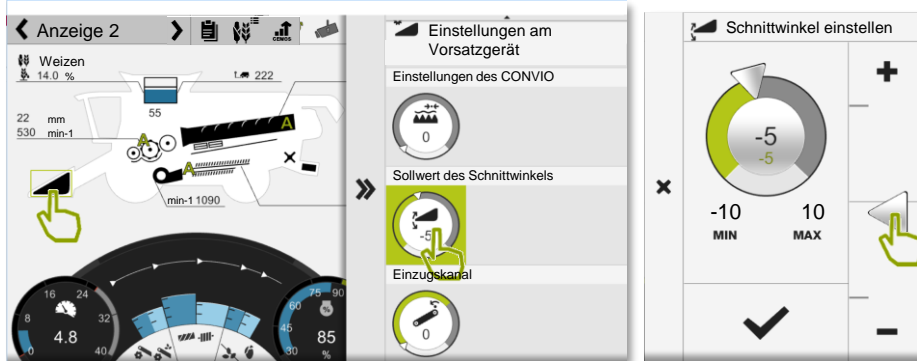 Anzeige 2
CEMOS
Weizen
14.0 %
t. 222
55
22 mm
530 min-1
A
A
A
min-1 1090
8 16 24 32 40
4.8
30 45 60 75 90
%
85
%
Einstellungen am
Vorsatzgerät
Einstellungen des CONVIO
0
Sollwert des Schnittwinkels
-5
Einzugskanal
0
Schnittwinkel einstellen
-5
-5
-10 10
MIN MAX